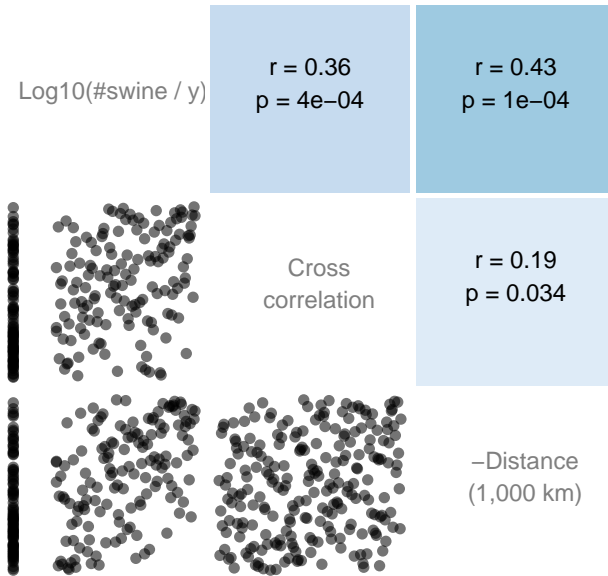 Log10(#swine / y)
r = 0.36
p = 4e−04
r = 0.43
p = 1e−04
Cross
correlation
r = 0.19
p = 0.034
−Distance
(1,000 km)